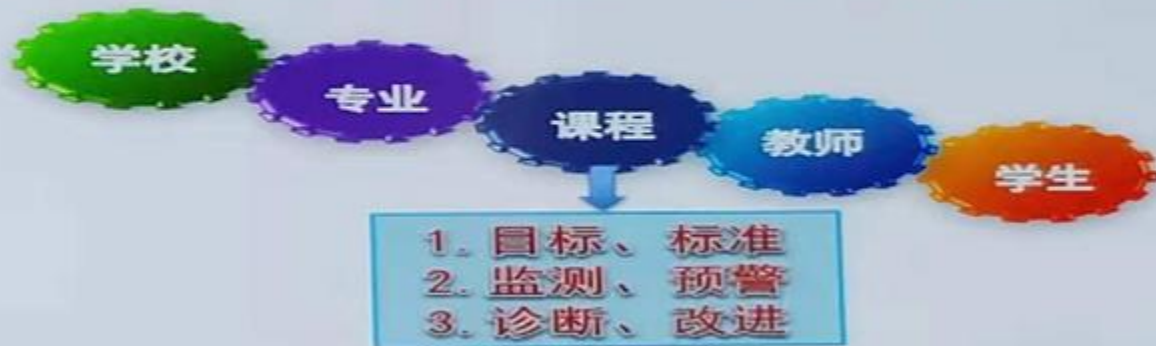 学校
专业
课程
教师
学生
1. 目标、标准
2. 监测、预警
3. 诊断、改进